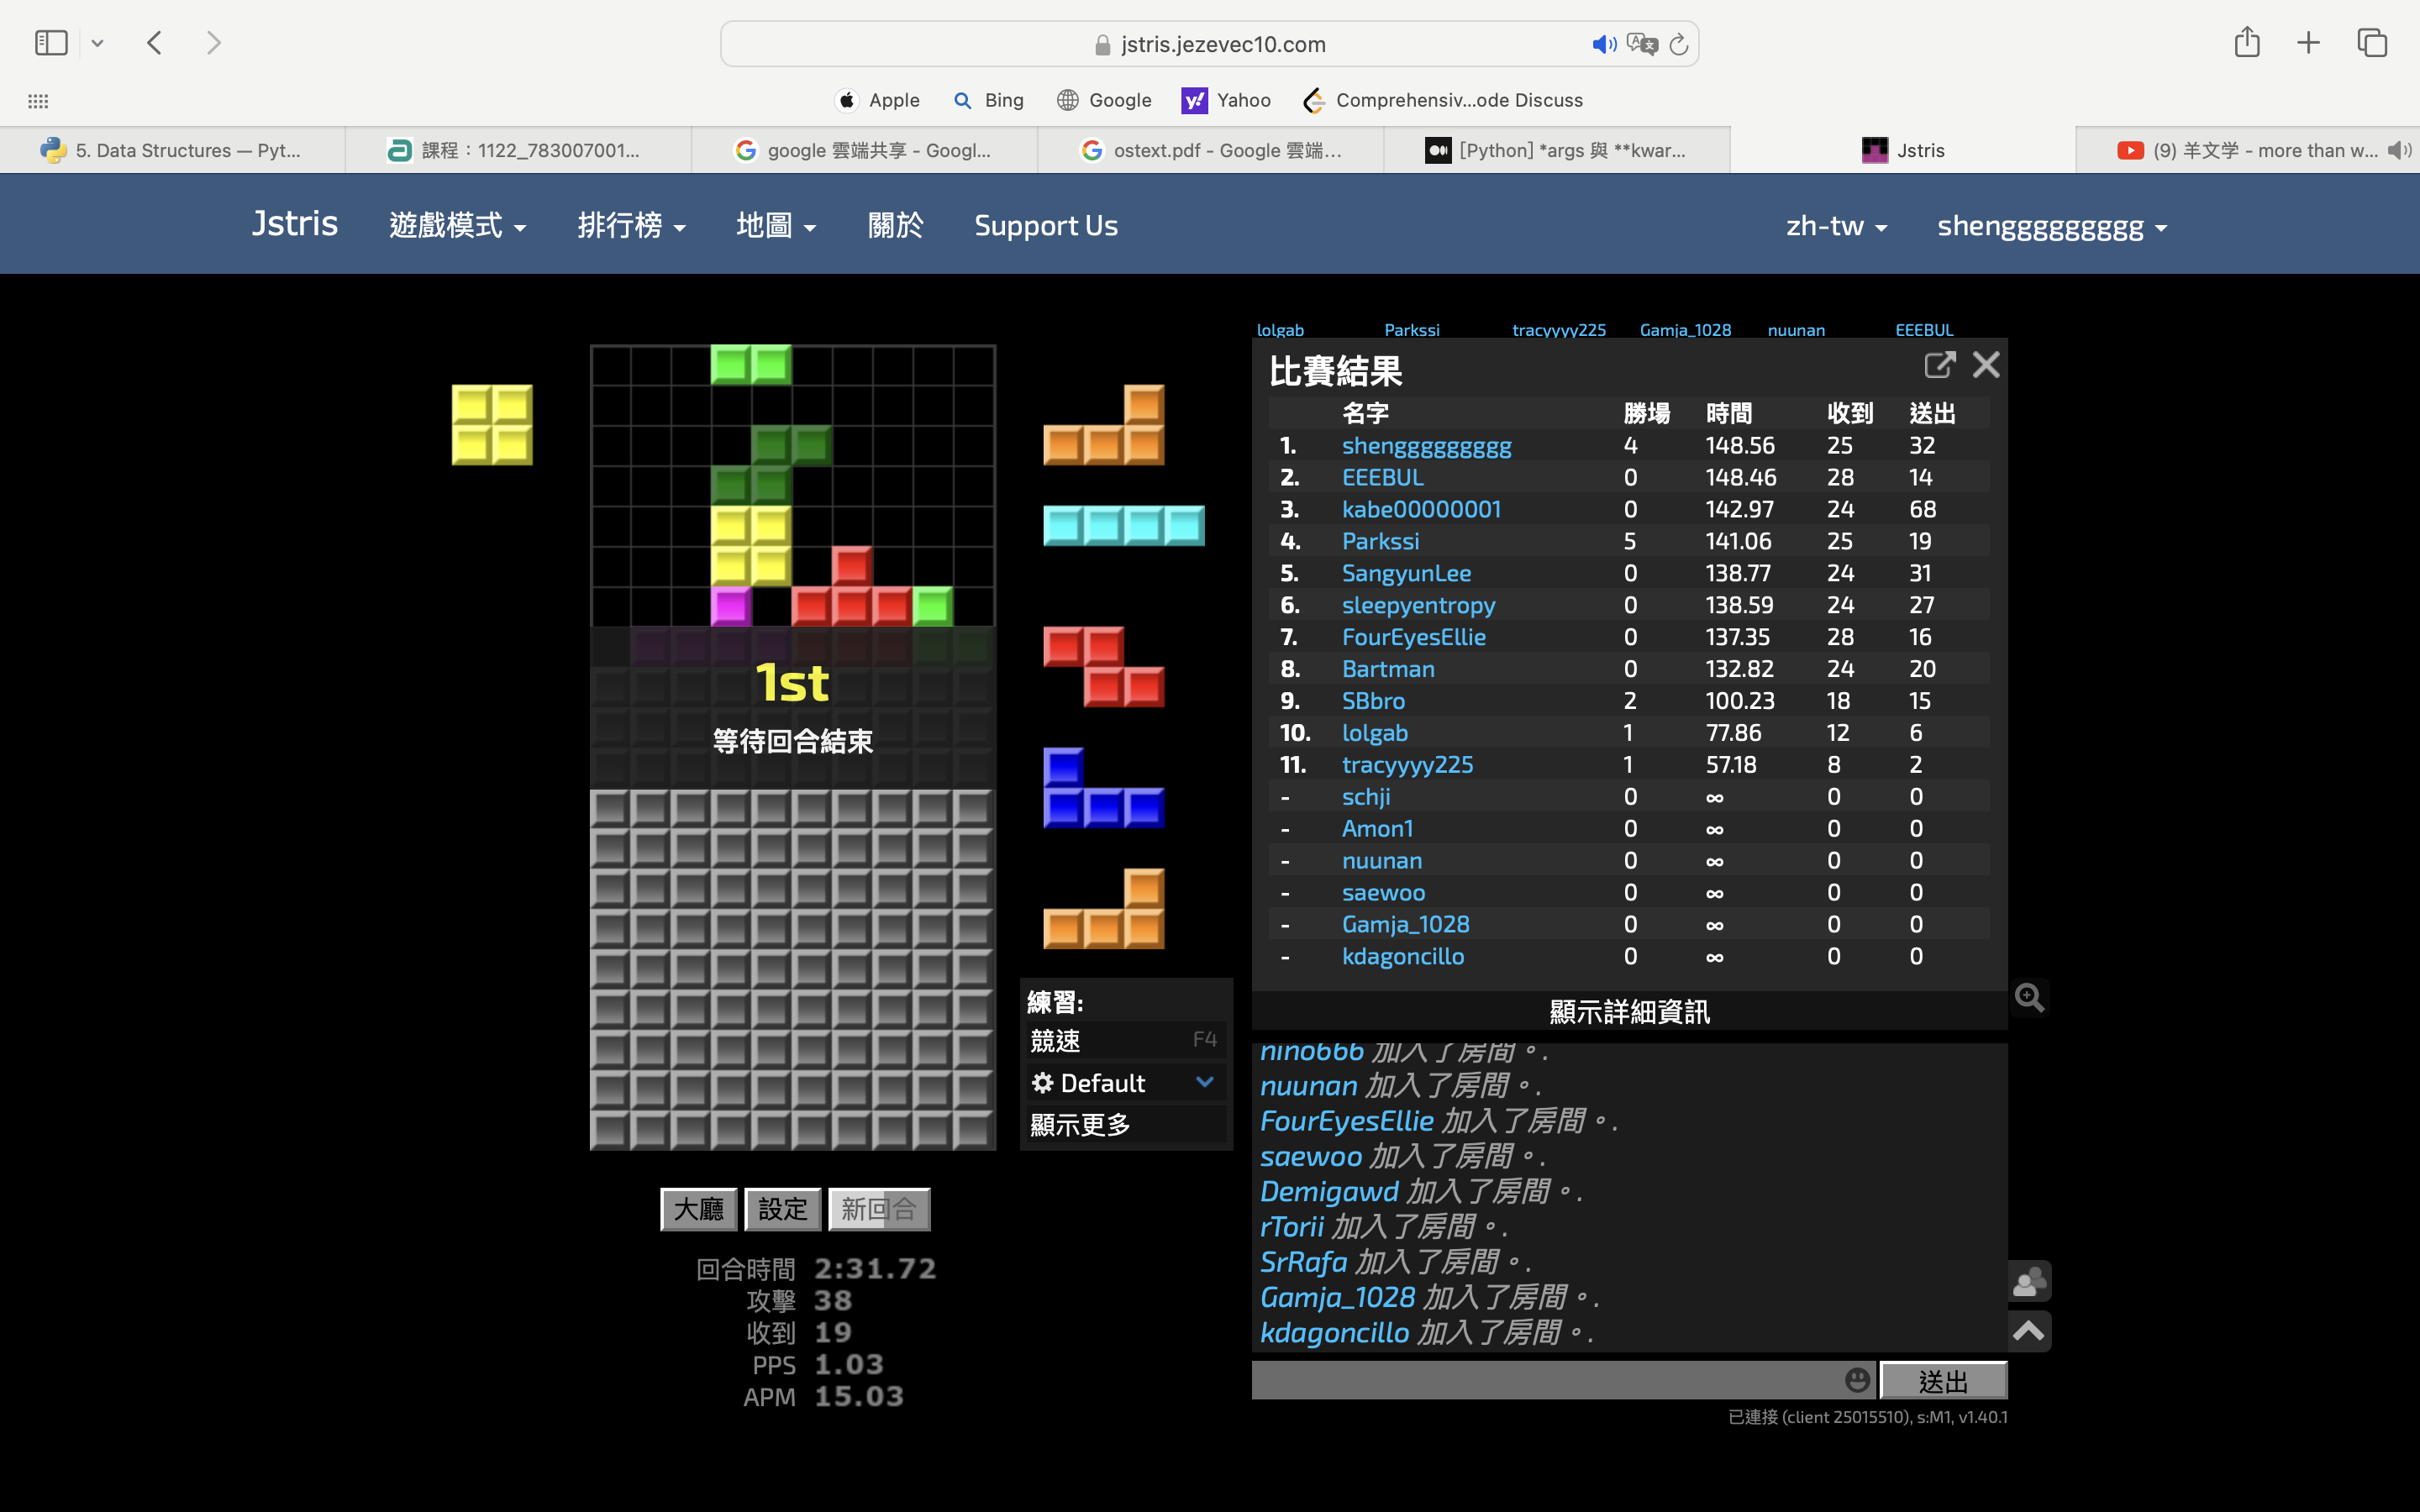 jstris.jezevec10.com
Apple Bing Google Yahoo Comprehensiv...ode Discuss
5. Data Structures — Pyt... 課程：1122_783007001... google 雲端共享 - Googl... ostext.pdf - Google 雲端... [Python] *args 與 **kwar... Jstris (9) 羊文学 - more than w...
Jstris 遊戲模式 排行榜 地圖 關於 Support Us zh-tw shenggggggggg
lolgab Parkssi tracyyyy225 Gamja_1028 nuunan EEEBUL
比賽結果
名字 勝場 時間 收到 送出
1. shenggggggggg 4 148.56 25 32
2. EEEBUL 0 148.46 28 14
3. kabe00000001 0 142.97 24 68
4. Parkssi 5 141.06 25 19
5. SangyunLee 0 138.77 24 31
6. sleepyentropy 0 138.59 24 27
7. FourEyesEllie 0 137.35 28 16
8. Bartman 0 132.82 24 20
9. SBbro 2 100.23 18 15
10. lolgab 1 77.86 12 6
11. tracyyyy225 1 57.18 8 2
- schji 0 ∞ 0 0
- Amon1 0 ∞ 0 0
- nuunan 0 ∞ 0 0
- saewoo 0 ∞ 0 0
- Gamja_1028 0 ∞ 0 0
- kdagoncillo 0 ∞ 0 0
顯示詳細資訊
1st
等待回合結束
練習:
競速 F4
Default
顯示更多
nino666 加入了房間。.
nuunan 加入了房間。.
FourEyesEllie 加入了房間。.
saewoo 加入了房間。.
Demigawd 加入了房間。.
rTorii 加入了房間。.
SrRafa 加入了房間。.
Gamja_1028 加入了房間。.
kdagoncillo 加入了房間。.
送出
已連接 (client 25015510), s:M1, v1.40.1
大廳 設定 新回合
回合時間 2:31.72
攻擊 38
收到 19
PPS 1.03
APM 15.03